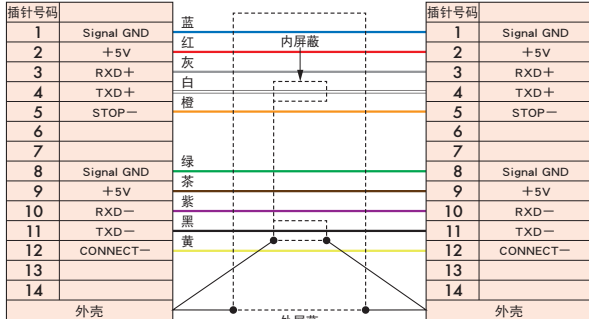 插针号码 插针号码
蓝
1 Signal GND 1 Signal GND
红
2 +5V 内屏蔽 2 +5V
灰
3 RXD+ 3 RXD+
白
4 TXD+ 4 TXD+
橙
5 STOP− 5 STOP−
6 6
7 7
绿
8 Signal GND 8 Signal GND
茶
9 +5V 9 +5V
紫
10 RXD− 10 RXD−
黑
11 TXD− 11 TXD−
黄
12 CONNECT− 12 CONNECT−
13 13
14 14
外壳 外壳
外屏蔽